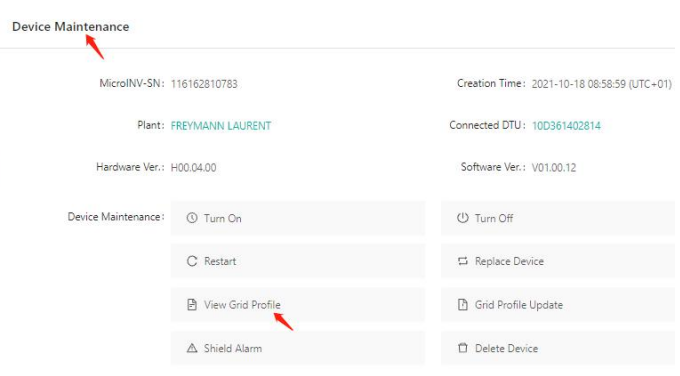 Device Maintenance
MicroINV-SN: 116162810783 Creation Time: 2021-10-18 08:58:59 (UTC+01)
Plant: FREYMANN LAURENT Connected DTU: 10D361402814
Hardware Ver.: H00.04.00 Software Ver.: V01.00.12
Device Maintenance: Turn On Turn Off
Restart Replace Device
View Grid Profile Grid Profile Update
Shield Alarm Delete Device